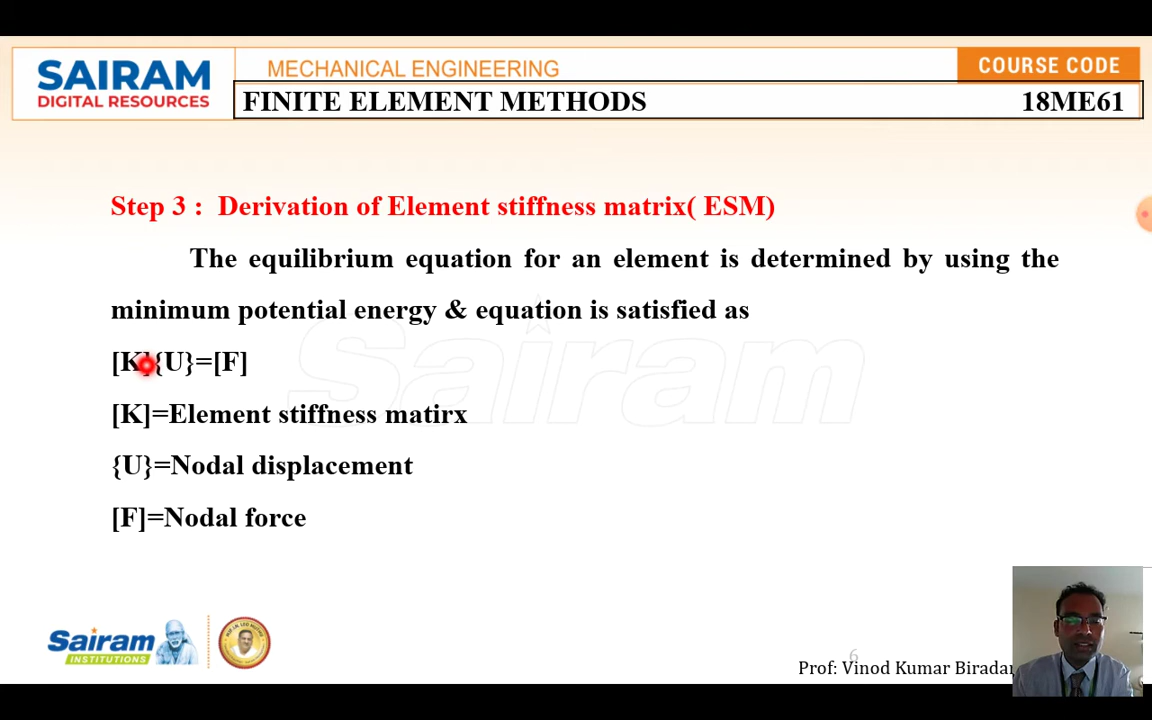 SAIRAM
DIGITAL RESOURCES
MECHANICAL ENGINEERING
COURSE CODE
FINITE ELEMENT METHODS
18ME61
Step 3 : Derivation of Element stiffness matrix( ESM)
The equilibrium equation for an element is determined by using the
minimum potential energy & equation is satisfied as
[K]{U}=[F]
[K]=Element stiffness matirx
{U}=Nodal displacement
[F]=Nodal force
Sairam
Sairam
INSTITUTIONS
6
Prof: Vinod Kumar Biradar